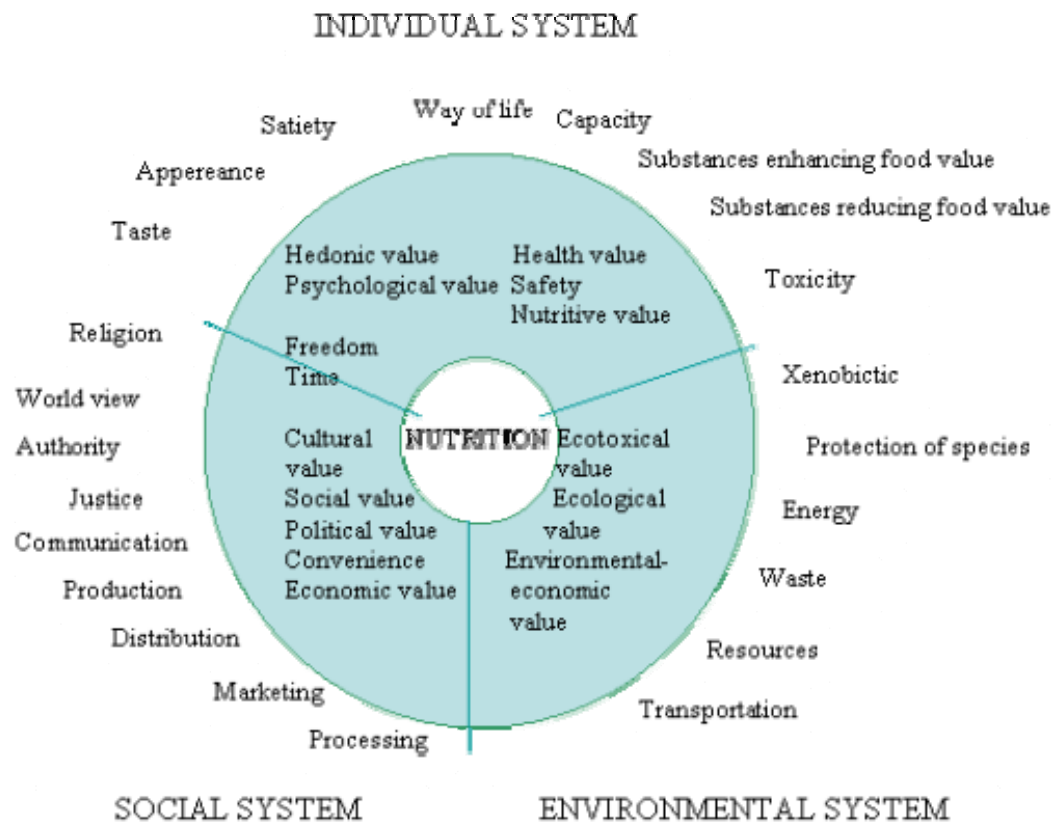 INDIVIDUAL SYSTEM
Way of life
Capacity
Satiety
Substances enhancing food value
Appereance
Substances reducing food value
Taste
Hedonic value
Psychological value
Health value
Safety
Nutritive value
Toxicity
Religion
Freedom
Time
Xenobictic
World view
Authority
NUTRITION
Cultural
value
Social value
Political value
Convenience
Economic value
Ecotoxical
value
Ecological
value
Environmental-
economic
value
Protection of species
Justice
Energy
Communication
Waste
Production
Distribution
Resources
Marketing
Transportation
Processing
SOCIAL SYSTEM
ENVIRONMENTAL SYSTEM